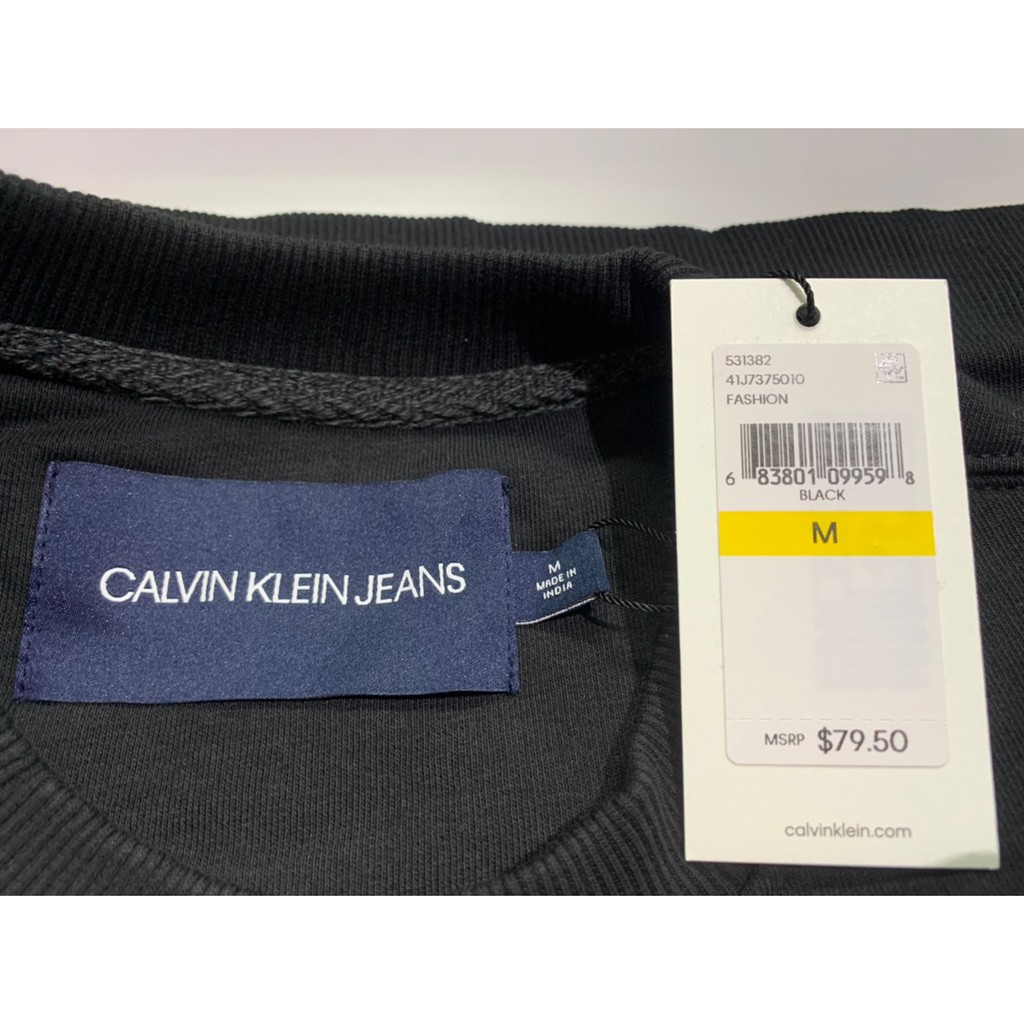 CALVIN KLEIN JEANS
M
MADE IN
INDIA
531382
41J7375010
FASHION
6 83801 09959 8
BLACK
M
MSRP $79.50
calvinklein.com